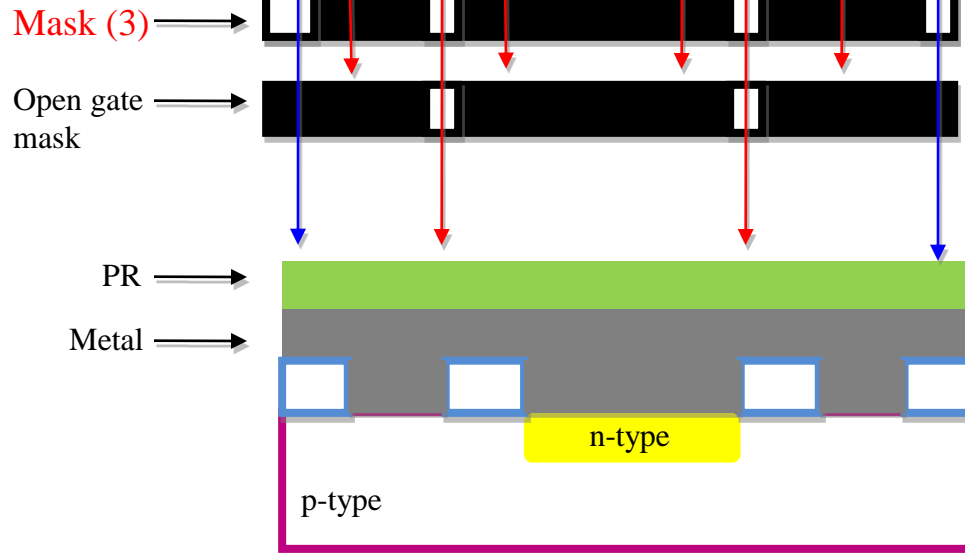 Mask (3)
Open gate
mask
PR
Metal
n-type
p-type